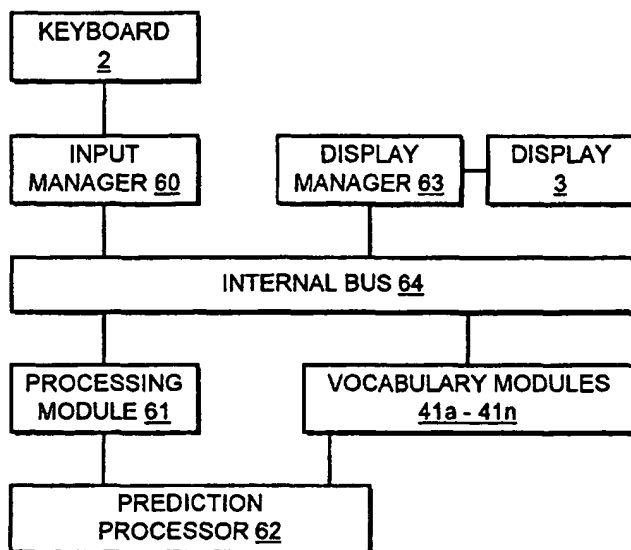 KEYBOARD
2
INPUT
MANAGER 60
DISPLAY
MANAGER 63
DISPLAY
3
INTERNAL BUS 64
PROCESSING
MODULE 61
VOCABULARY MODULES
41a - 41n
PREDICTION
PROCESSOR 62